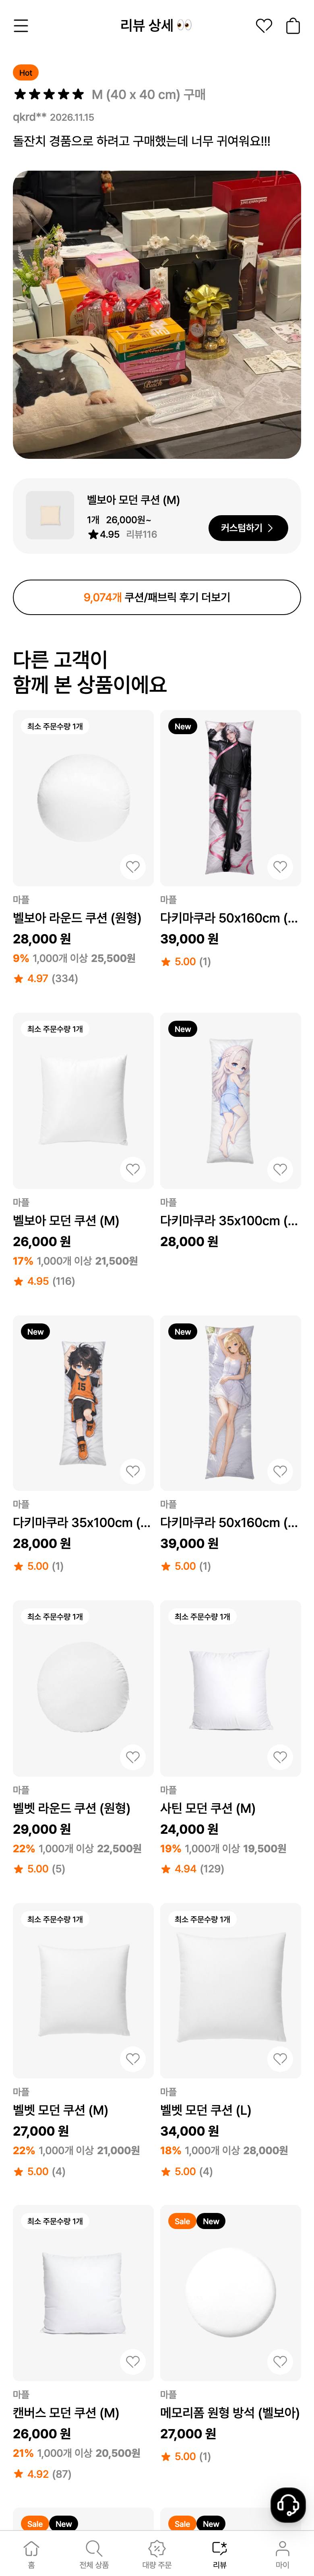 리뷰 상세 👀
Hot
★★★★★ M (40 x 40 cm) 구매
qkrd** 2026.11.15
돌잔치 경품으로 하려고 구매했는데 너무 귀여워요!!!
벨보아 모던 쿠션 (M)
1개 26,000원~
★4.95 리뷰116
커스텀하기 >
9,074개 쿠션/패브릭 후기 더보기
다른 고객이
함께 본 상품이에요
최소 주문수량 1개
마플
벨보아 라운드 쿠션 (원형)
28,000 원
9% 1,000개 이상 25,500원
★ 4.97 (334)
New
마플
다키마쿠라 50x160cm (...
39,000 원
★ 5.00 (1)
최소 주문수량 1개
마플
벨보아 모던 쿠션 (M)
26,000 원
17% 1,000개 이상 21,500원
★ 4.95 (116)
New
마플
다키마쿠라 35x100cm (...
28,000 원
New
15
마플
다키마쿠라 35x100cm (...
28,000 원
★ 5.00 (1)
New
마플
다키마쿠라 50x160cm (...
39,000 원
★ 5.00 (1)
최소 주문수량 1개
마플
벨벳 라운드 쿠션 (원형)
29,000 원
22% 1,000개 이상 22,500원
★ 5.00 (5)
최소 주문수량 1개
마플
사틴 모던 쿠션 (M)
24,000 원
19% 1,000개 이상 19,500원
★ 4.94 (129)
최소 주문수량 1개
마플
벨벳 모던 쿠션 (M)
27,000 원
22% 1,000개 이상 21,000원
★ 5.00 (4)
최소 주문수량 1개
마플
벨벳 모던 쿠션 (L)
34,000 원
18% 1,000개 이상 28,000원
★ 5.00 (4)
최소 주문수량 1개
마플
캔버스 모던 쿠션 (M)
26,000 원
21% 1,000개 이상 20,500원
★ 4.92 (87)
Sale New
마플
메모리폼 원형 방석 (벨보아)
27,000 원
★ 5.00 (1)
Sale New
Sale New
홈
전체 상품
대량 주문
리뷰
마이